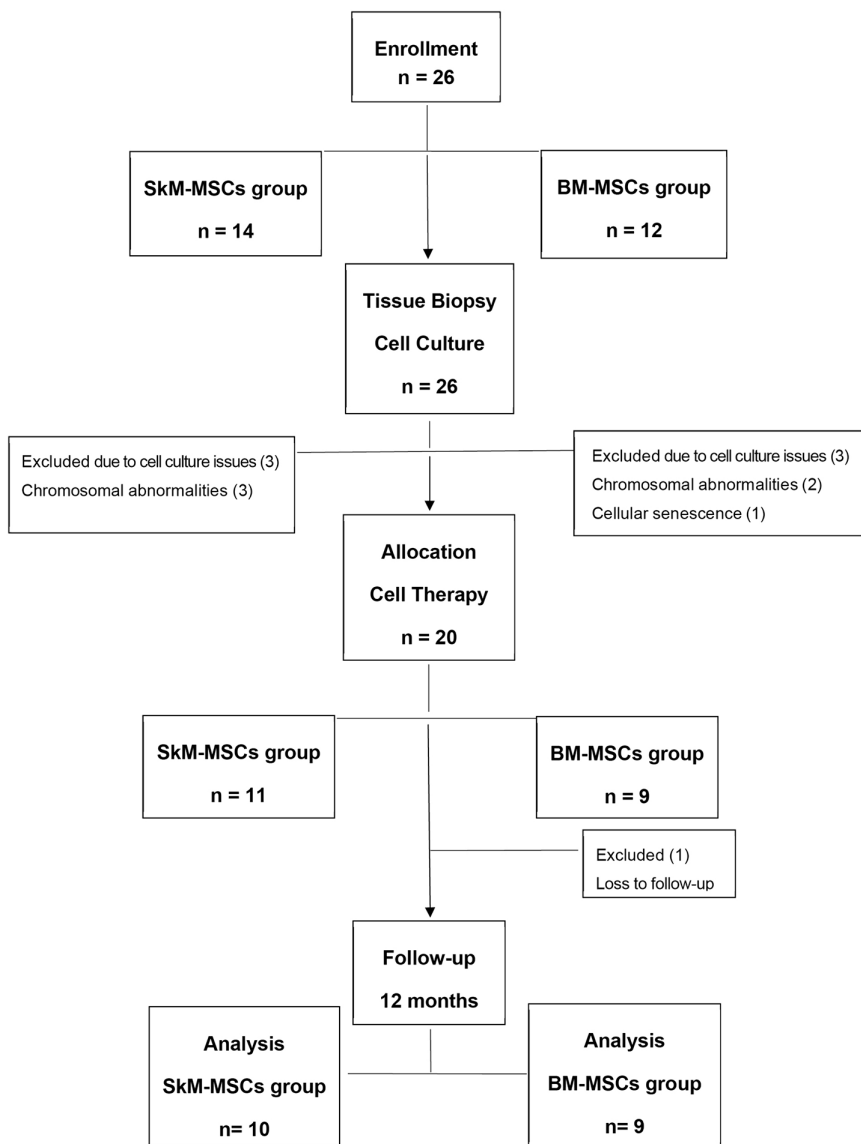 Enrollment
n = 26
SkM-MSCs group
n = 14
BM-MSCs group
n = 12
Tissue Biopsy
Cell Culture
n = 26
Excluded due to cell culture issues (3)
Chromosomal abnormalities (3)
Excluded due to cell culture issues (3)
Chromosomal abnormalities (2)
Cellular senescence (1)
Allocation
Cell Therapy
n = 20
SkM-MSCs group
n = 11
BM-MSCs group
n = 9
Excluded (1)
Loss to follow-up
Follow-up
12 months
Analysis
SkM-MSCs group
n= 10
Analysis
BM-MSCs group
n = 9